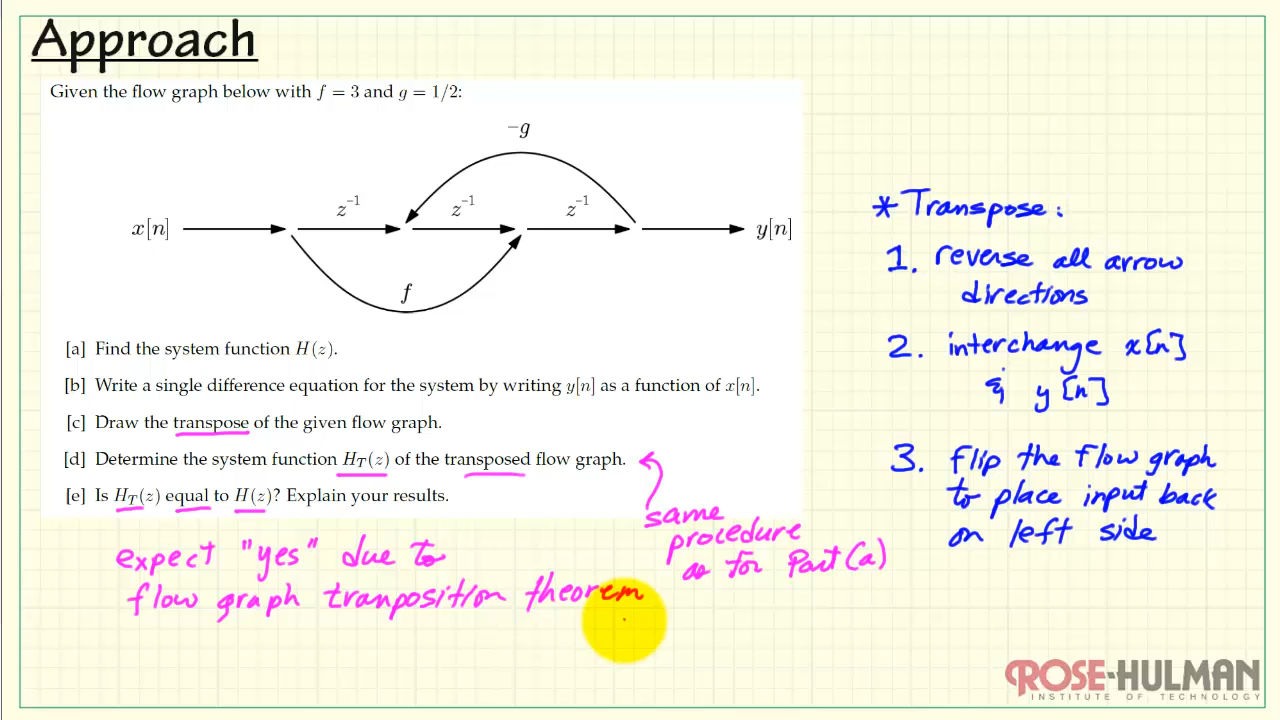 Approach
Given the flow graph below with f = 3 and g = 1/2:
−g
z⁻¹ z⁻¹ z⁻¹
x[n] y[n]
f
[a] Find the system function H(z).
[b] Write a single difference equation for the system by writing y[n] as a function of x[n].
[c] Draw the transpose of the given flow graph.
[d] Determine the system function H_T(z) of the transposed flow graph.
[e] Is H_T(z) equal to H(z)? Explain your results.
expect "yes" due to
flow graph tranposition theorem
same
procedure
as for Part (a)
* Transpose:
1. reverse all arrow
directions
2. interchange x[n]
& y[n]
3. flip the flow graph
to place input back
on left side
ROSE-HULMAN
INSTITUTE OF TECHNOLOGY